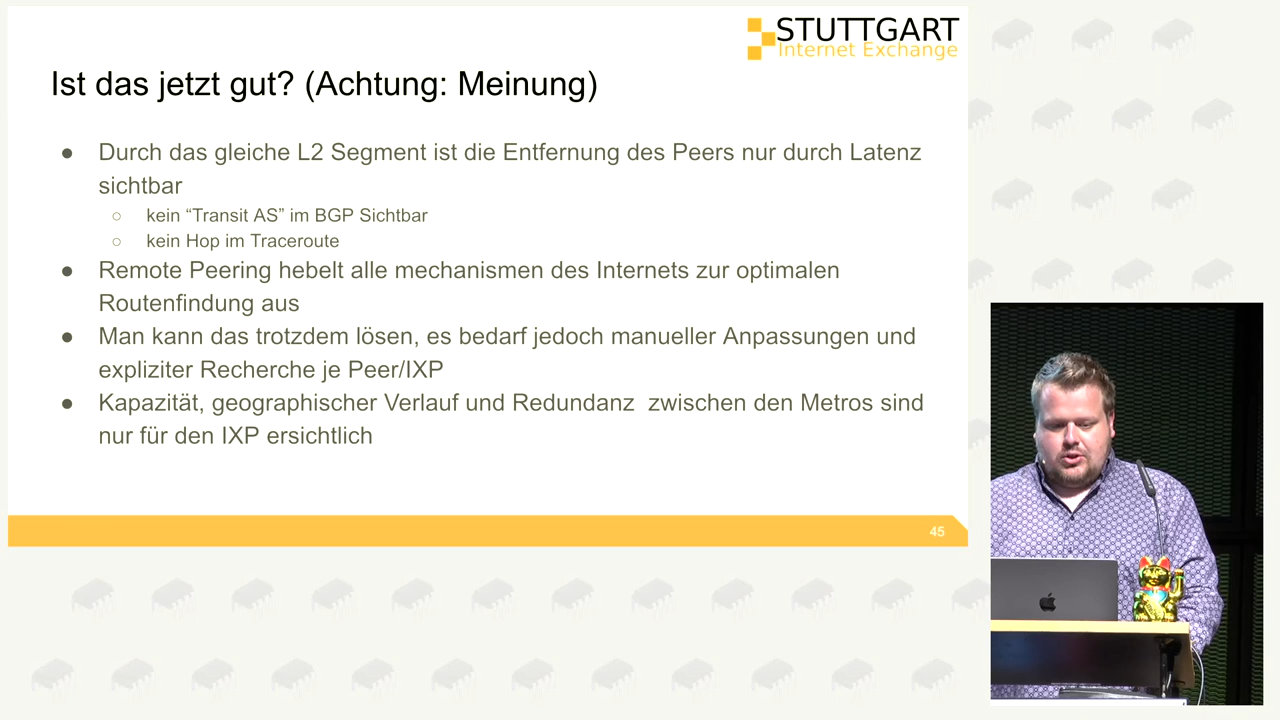 STUTTGART
Internet Exchange
Ist das jetzt gut? (Achtung: Meinung)
● Durch das gleiche L2 Segment ist die Entfernung des Peers nur durch Latenz
sichtbar
○ kein “Transit AS” im BGP Sichtbar
○ kein Hop im Traceroute
● Remote Peering hebelt alle mechanismen des Internets zur optimalen
Routenfindung aus
● Man kann das trotzdem lösen, es bedarf jedoch manueller Anpassungen und
expliziter Recherche je Peer/IXP
● Kapazität, geographischer Verlauf und Redundanz zwischen den Metros sind
nur für den IXP ersichtlich
45